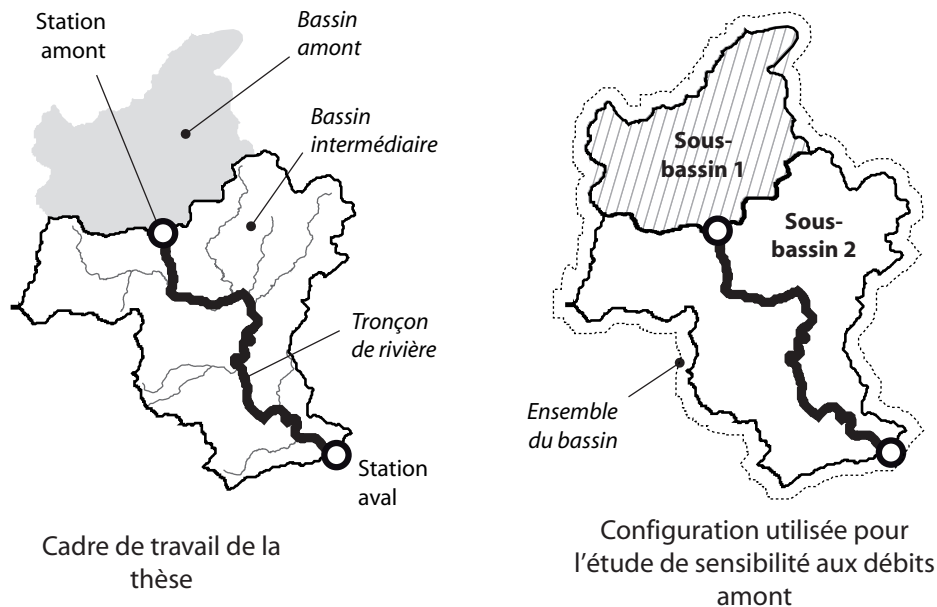 Station
amont
Bassin
amont
Bassin
intermédiaire
Tronçon
de rivière
Station
aval
Cadre de travail de la
thèse
Sous-
bassin 1
Sous-
bassin 2
Ensemble
du bassin
Configuration utilisée pour
l'étude de sensibilité aux débits
amont